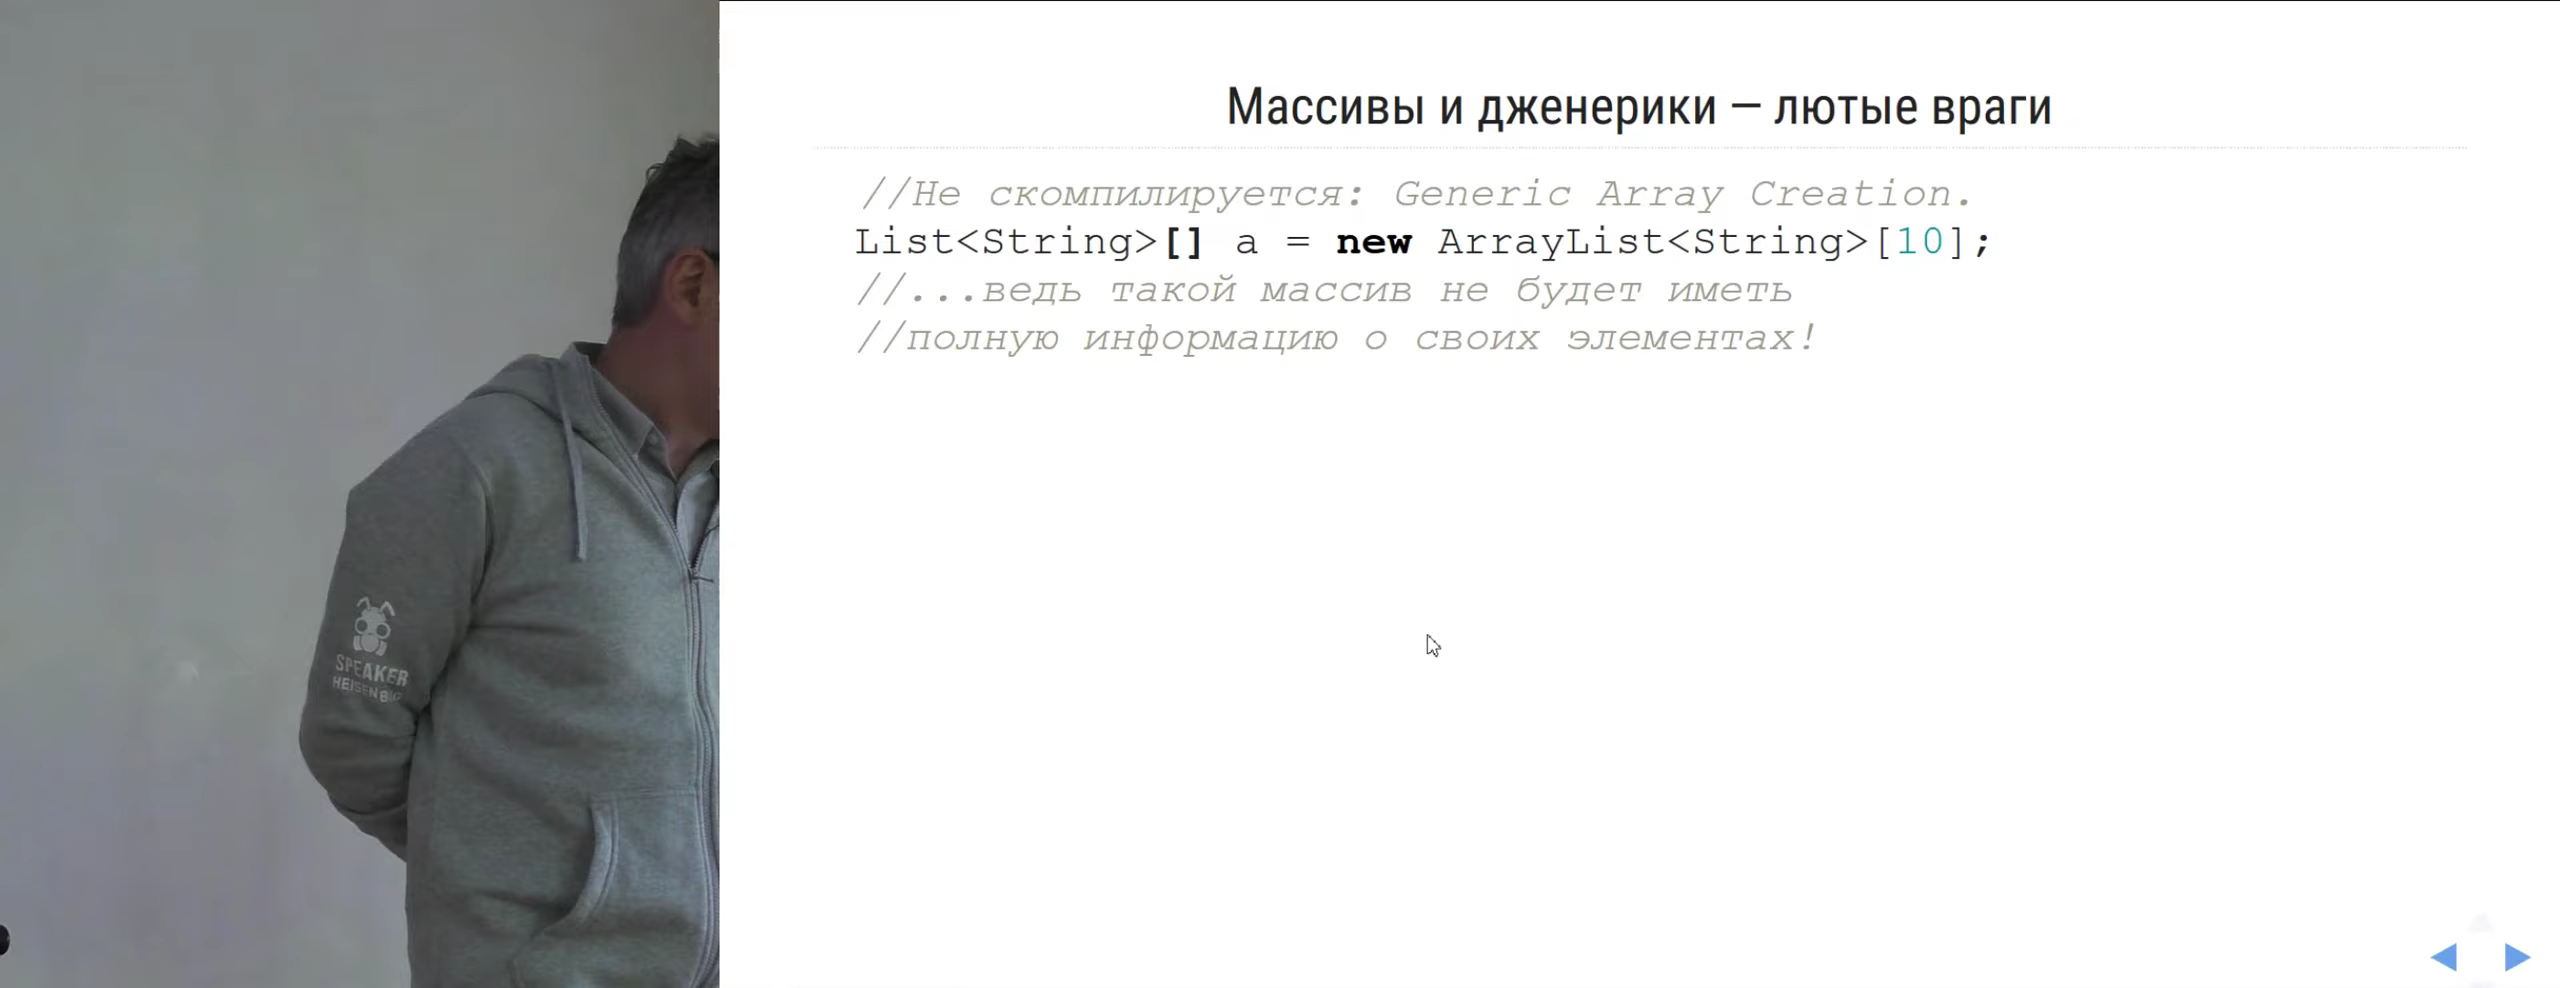 Массивы и дженерики — лютые враги
//Не скомпилируется: Generic Array Creation.
List<String>[] a = new ArrayList<String>[10];
//...ведь такой массив не будет иметь
//полную информацию о своих элементах!
SPEAKER